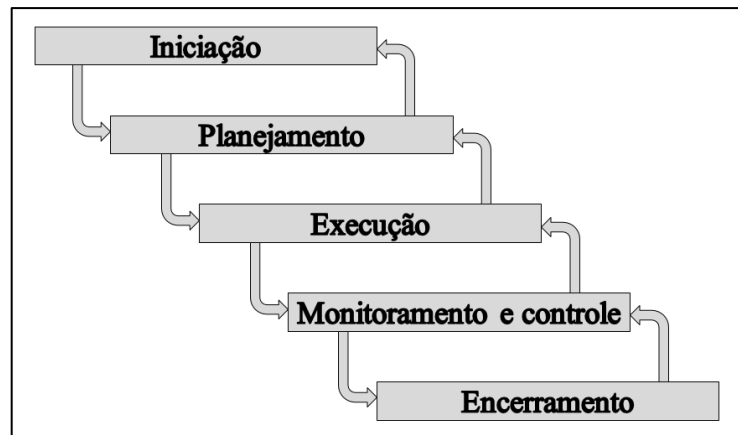 Iniciação
Planejamento
Execução
Monitoramento e controle
Encerramento